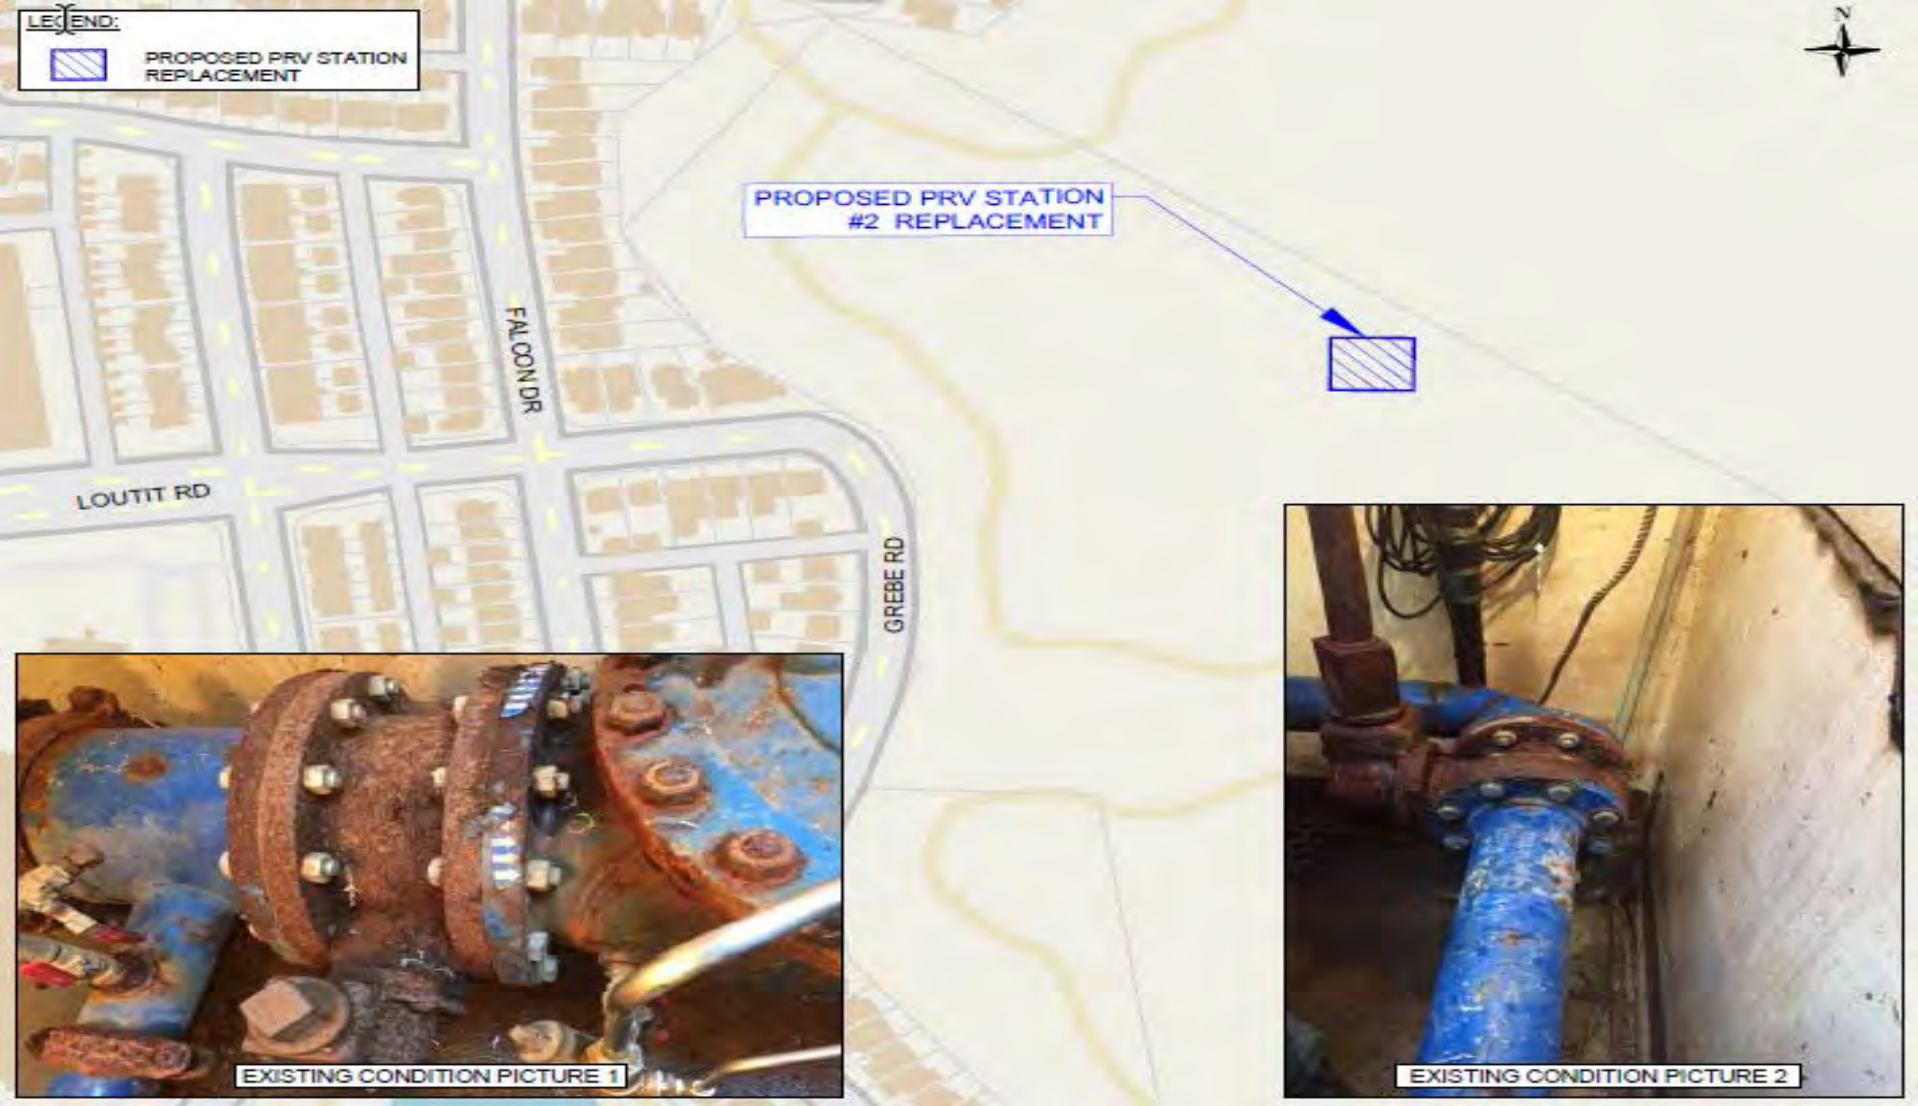 LEGEND:
PROPOSED PRV STATION
REPLACEMENT
N
PROPOSED PRV STATION
#2 REPLACEMENT
FALCON DR
LOUTIT RD
GREBE RD
EXISTING CONDITION PICTURE 1
EXISTING CONDITION PICTURE 2